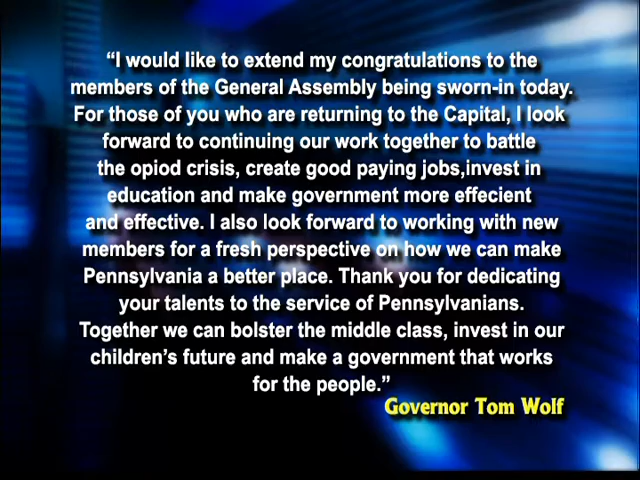 “I would like to extend my congratulations to the
members of the General Assembly being sworn-in today.
For those of you who are returning to the Capital, I look
forward to continuing our work together to battle
the opiod crisis, create good paying jobs,invest in
education and make government more effecient
and effective. I also look forward to working with new
members for a fresh perspective on how we can make
Pennsylvania a better place. Thank you for dedicating
your talents to the service of Pennsylvanians.
Together we can bolster the middle class, invest in our
children’s future and make a government that works
for the people.”
Governor Tom Wolf